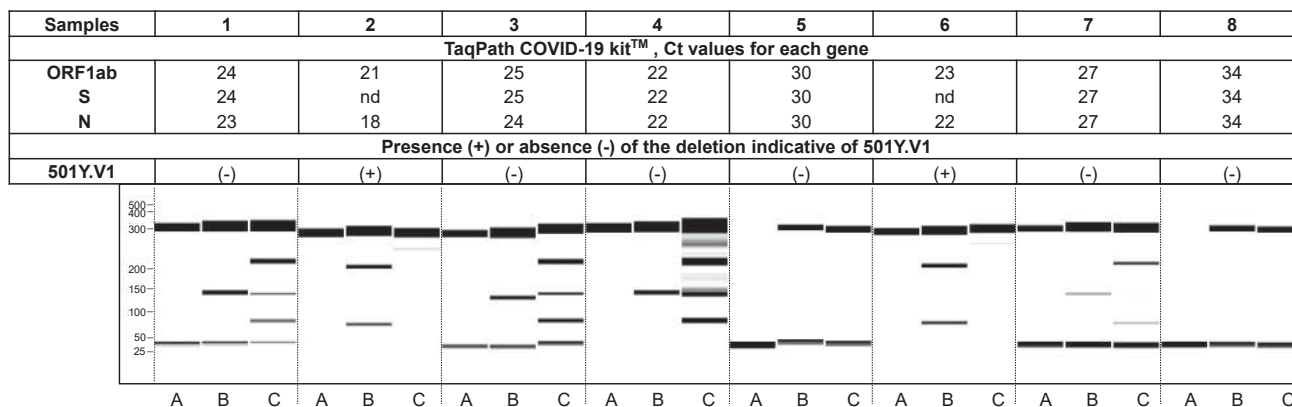 Samples 1 2 3 4 5 6 7 8
TaqPath COVID-19 kit™ , Ct values for each gene
ORF1ab 24 21 25 22 30 23 27 34
S 24 nd 25 22 30 nd 27 34
N 23 18 24 22 30 22 27 34
Presence (+) or absence (-) of the deletion indicative of 501Y.V1
501Y.V1 (-) (+) (-) (-) (-) (+) (-) (-)
500
400
300
200
150
100
50
25
A B C A B C A B C A B C A B C A B C A B C A B C